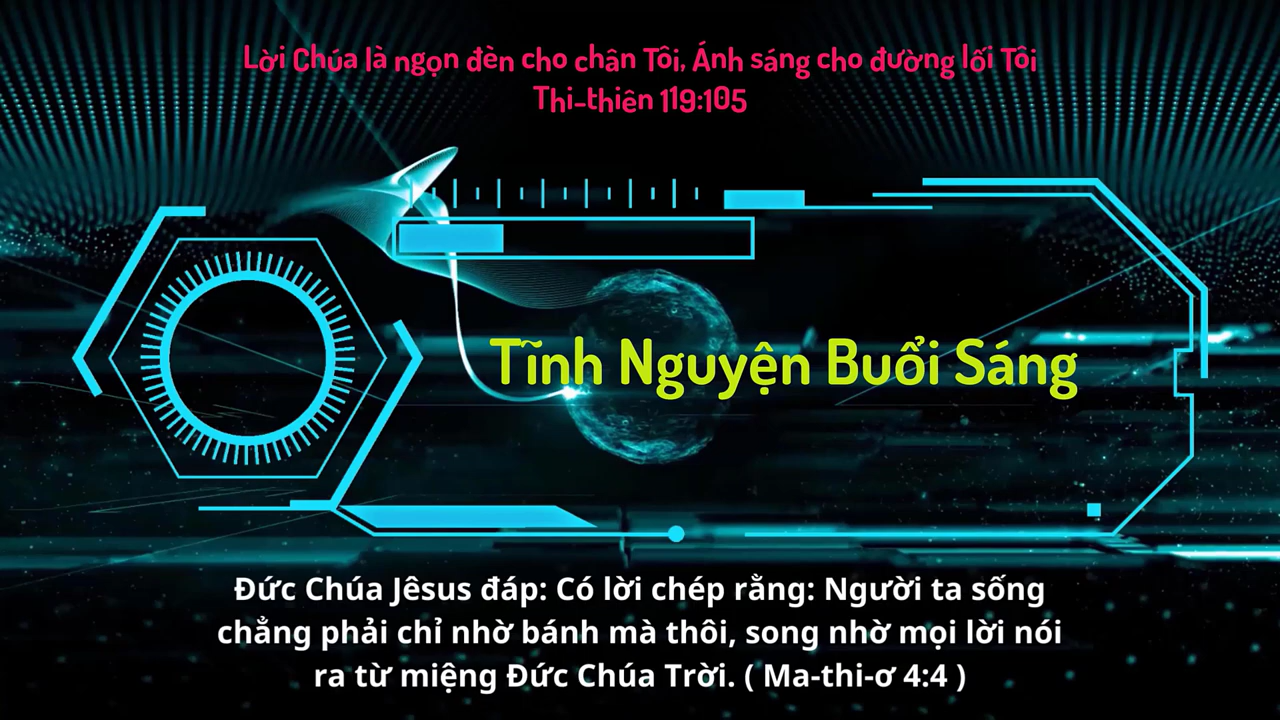 Lời Chúa là ngọn đèn cho chân Tôi, Ánh sáng cho đường lối Tôi
Thi-thiên 119:105
Tĩnh Nguyện Buổi Sáng
Đức Chúa Jêsus đáp: Có lời chép rằng: Người ta sống
chẳng phải chỉ nhờ bánh mà thôi, song nhờ mọi lời nói
ra từ miệng Đức Chúa Trời. ( Ma-thi-ơ 4:4 )